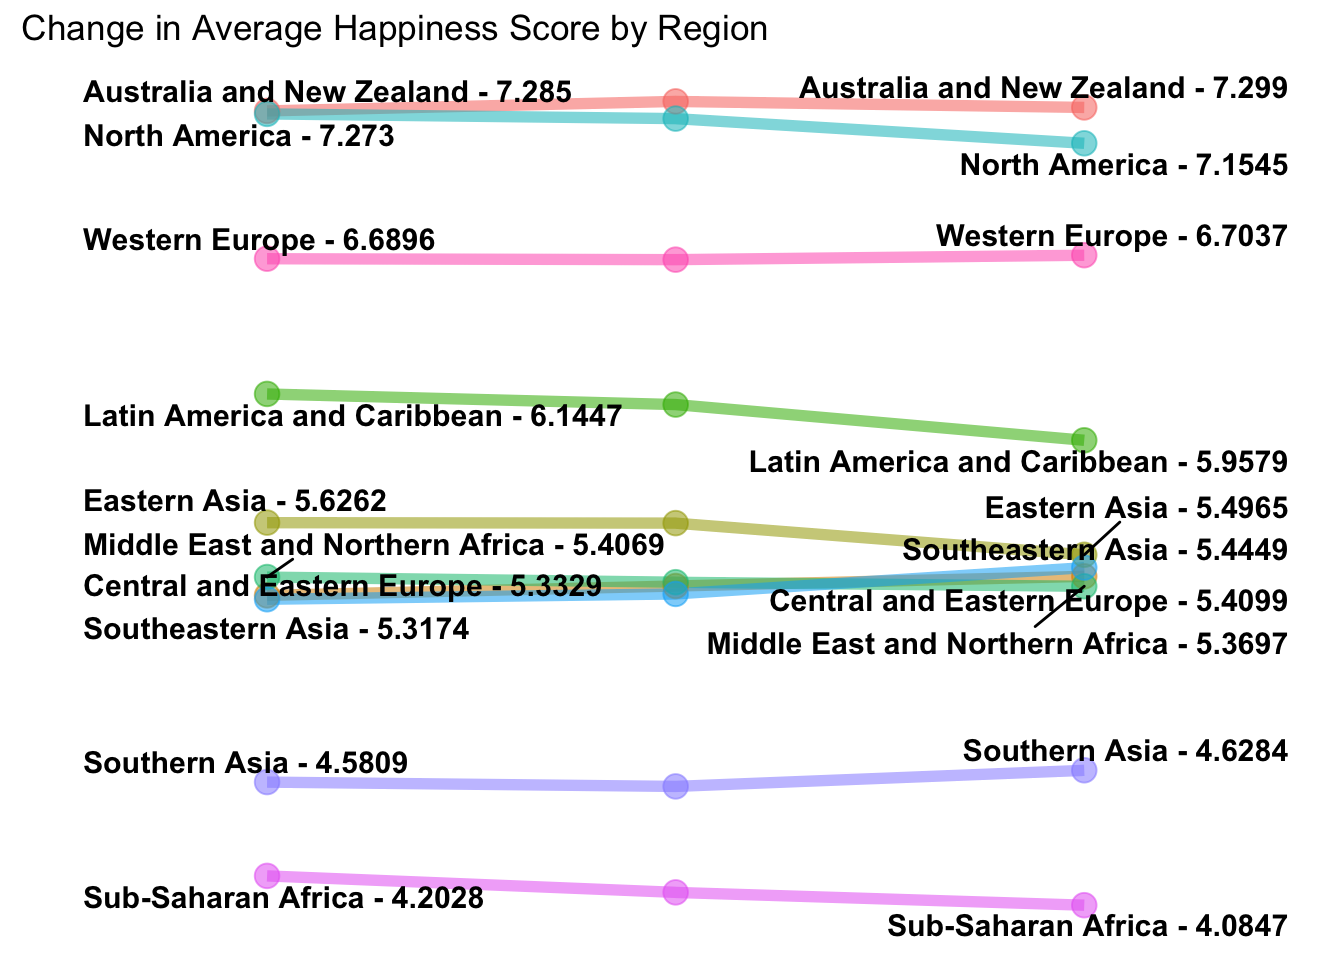 Change in Average Happiness Score by Region
Australia and New Zealand - 7.285
North America - 7.273
Western Europe - 6.6896
Latin America and Caribbean - 6.1447
Eastern Asia - 5.6262
Middle East and Northern Africa - 5.4069
Central and Eastern Europe - 5.3329
Southeastern Asia - 5.3174
Southern Asia - 4.5809
Sub-Saharan Africa - 4.2028
Australia and New Zealand - 7.299
North America - 7.1545
Western Europe - 6.7037
Latin America and Caribbean - 5.9579
Eastern Asia - 5.4965
Southeastern Asia - 5.4449
Central and Eastern Europe - 5.4099
Middle East and Northern Africa - 5.3697
Southern Asia - 4.6284
Sub-Saharan Africa - 4.0847